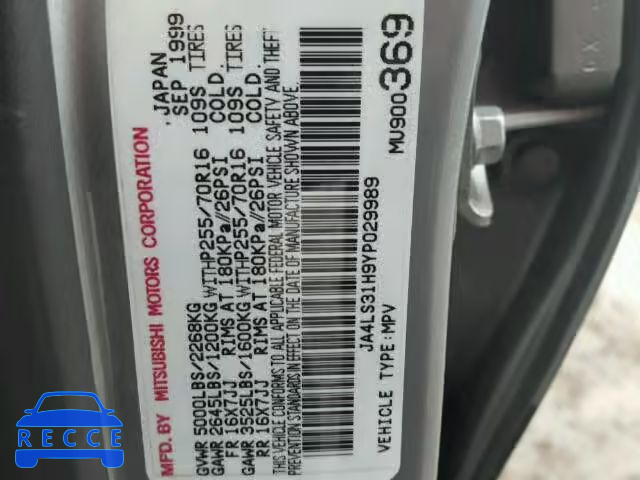 MFD. BY MITSUBISHI MOTORS CORPORATION JAPAN
GVWR 5000LBS/2268KG SEP 1999
GAWR 2645LBS/1200KG WITH P255/70R16 109S TIRES
FR 16X7JJ RIMS AT 180KPa//26PSI COLD.
GAWR 3525LBS/1600KG WITH P255/70R16 109S TIRES
RR 16X7JJ RIMS AT 180KPa//26PSI COLD.
THIS VEHICLE CONFORMS TO ALL APPLICABLE FEDERAL MOTOR VEHICLE SAFETY AND THEFT
PREVENTION STANDARDS IN EFFECT ON THE DATE OF MANUFACTURE SHOWN ABOVE.
JA4LS31H9YP029989
VEHICLE TYPE: MPV MU900369